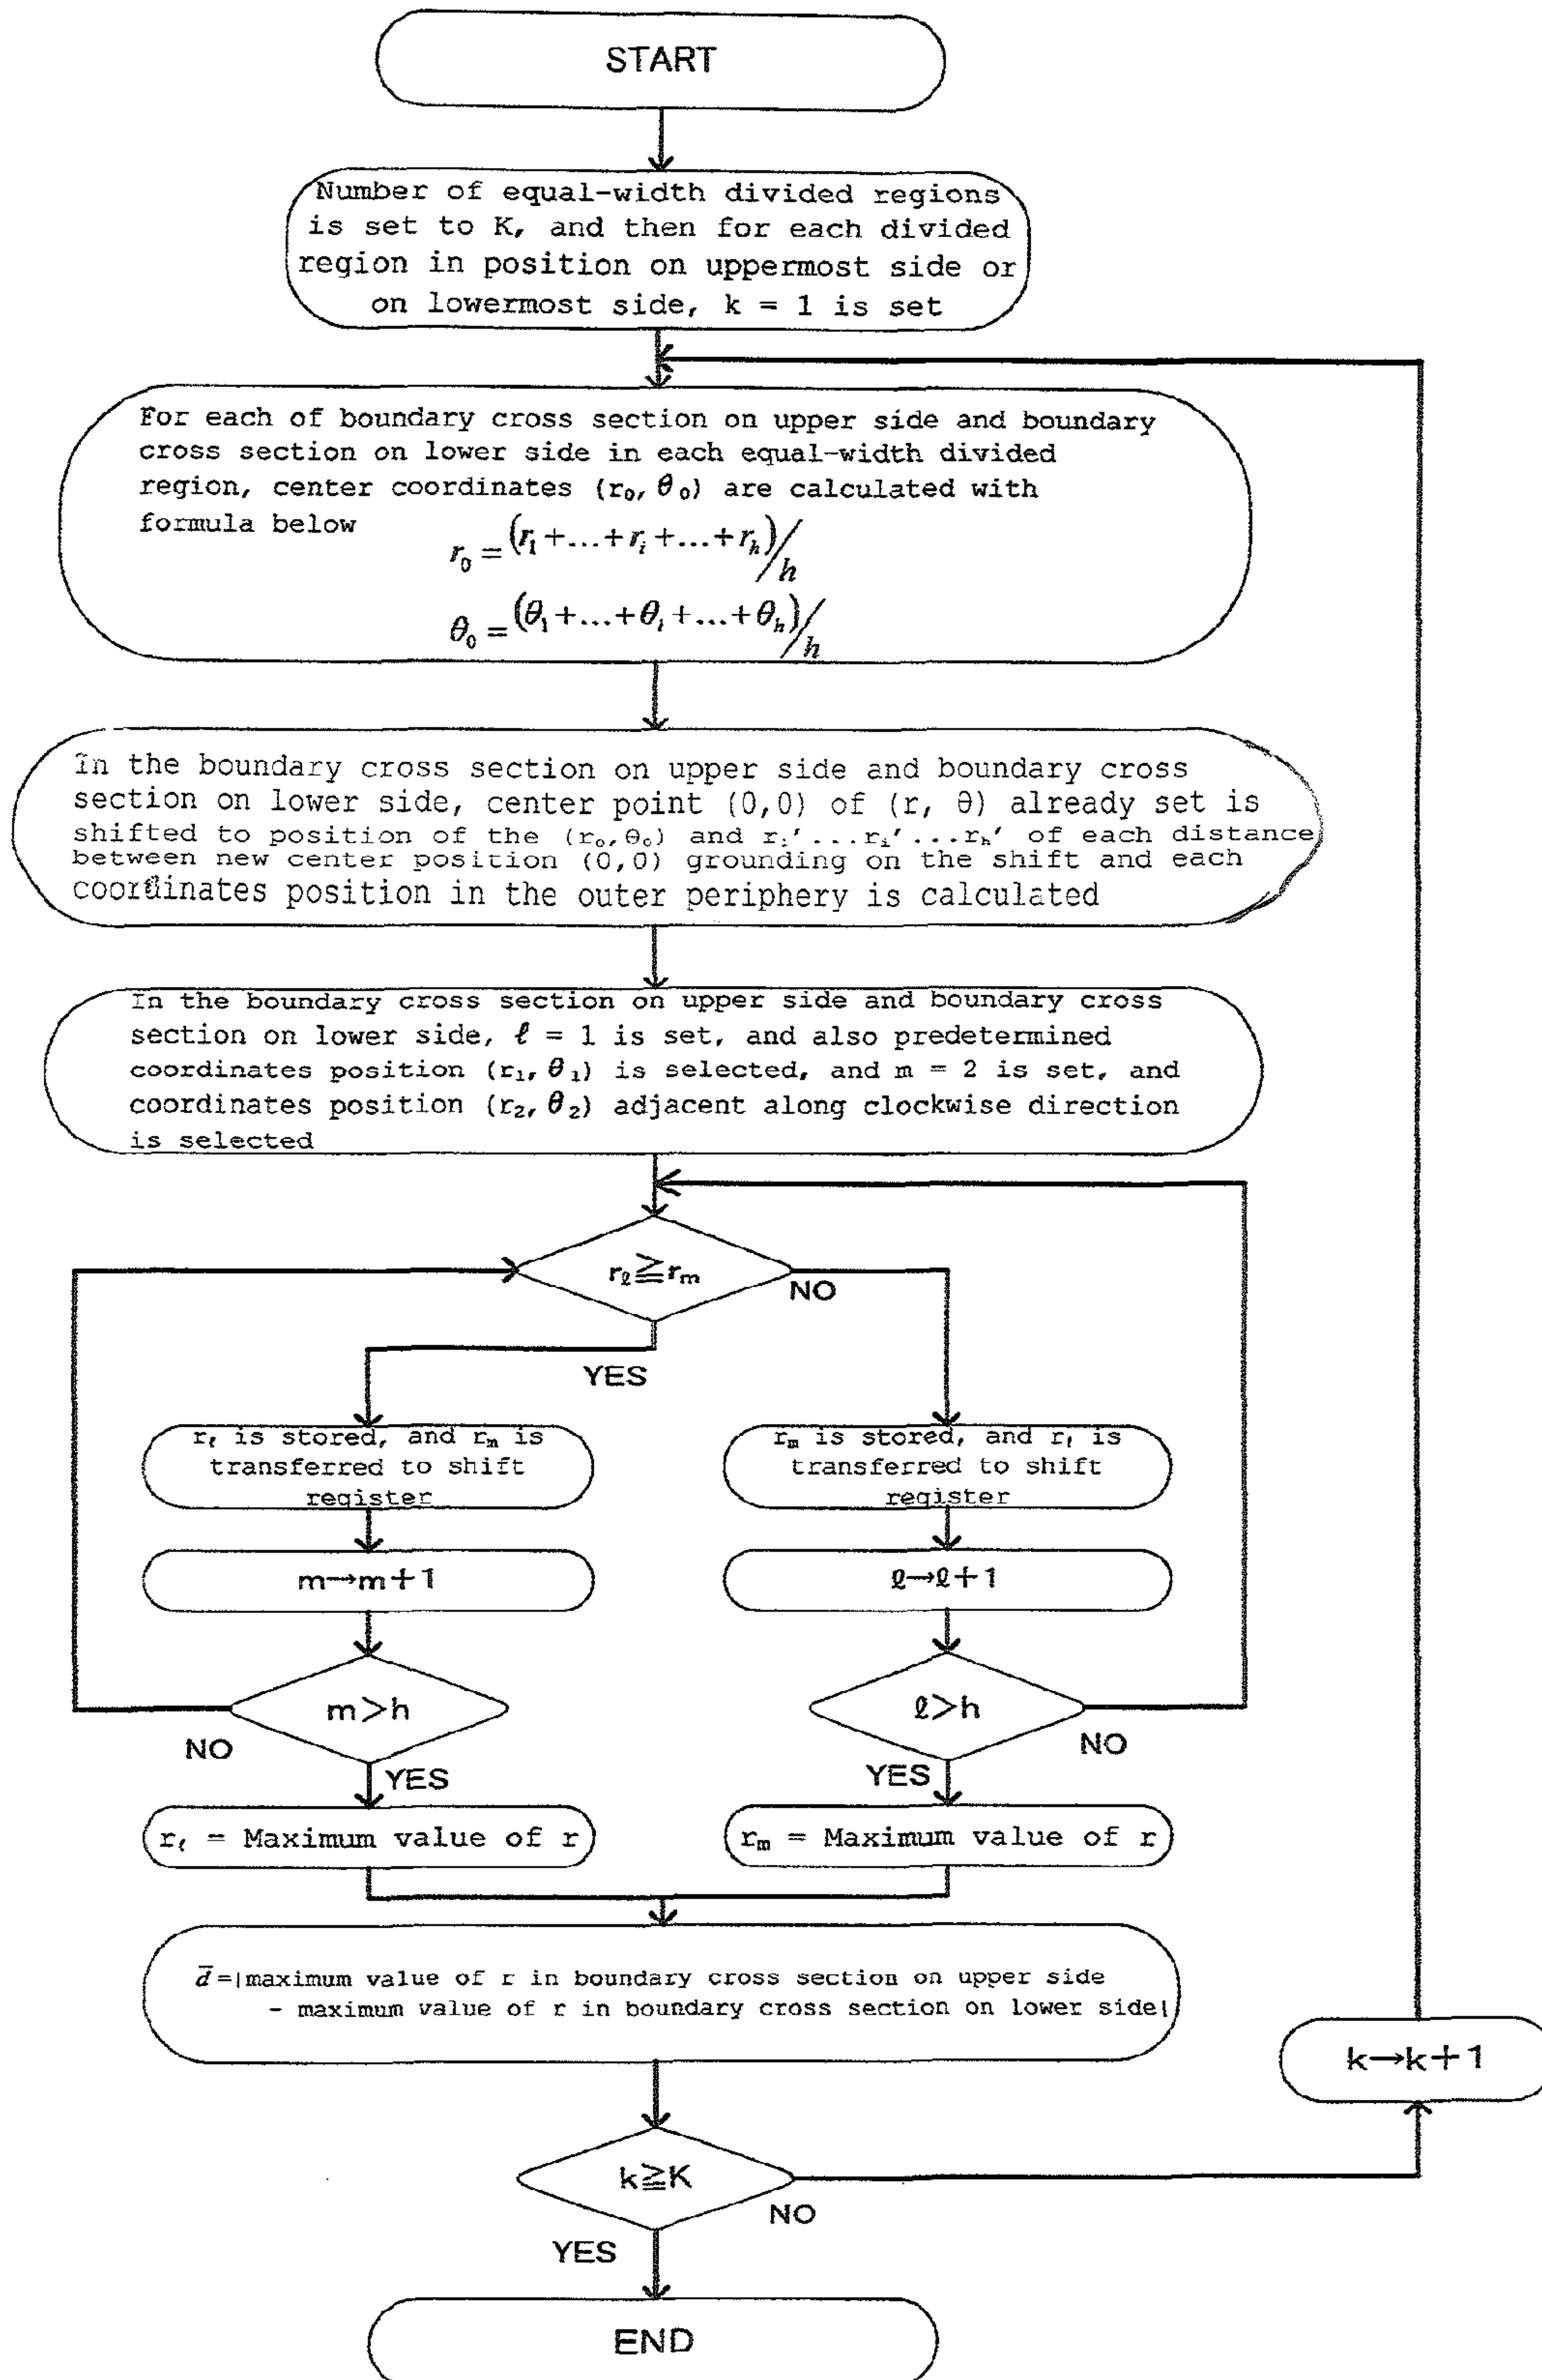 START
Number of equal-width divided regions
is set to K, and then for each divided
region in position on uppermost side or
on lowermost side, k = 1 is set
For each of boundary cross section on upper side and boundary
cross section on lower side in each equal-width divided
region, center coordinates (r₀, θ₀) are calculated with
formula below
r₀ = (r₁ +...+ rᵢ +...+ rₕ)/h
θ₀ = (θ₁ +...+ θᵢ +...+ θₕ)/h
In the boundary cross section on upper side and boundary cross
section on lower side, center point (0,0) of (r, θ) already set is
shifted to position of the (r₀,θ₀) and r₁′...rᵢ′...rₕ′ of each distance
between new center position (0,0) grounding on the shift and each
coordinates position in the outer periphery is calculated
In the boundary cross section on upper side and boundary cross
section on lower side, ℓ = 1 is set, and also predetermined
coordinates position (r₁, θ₁) is selected, and m = 2 is set, and
coordinates position (r₂, θ₂) adjacent along clockwise direction
is selected
r_ℓ≧r_m
NO
YES
r_ℓ is stored, and r_m is
transferred to shift
register
r_m is stored, and r_ℓ is
transferred to shift
register
m→m+1
ℓ→ℓ+1
m>h
ℓ>h
NO
NO
YES
YES
r_ℓ = Maximum value of r
r_m = Maximum value of r
d̄=|maximum value of r in boundary cross section on upper side
- maximum value of r in boundary cross section on lower side|
k→k+1
k≧K
NO
YES
END